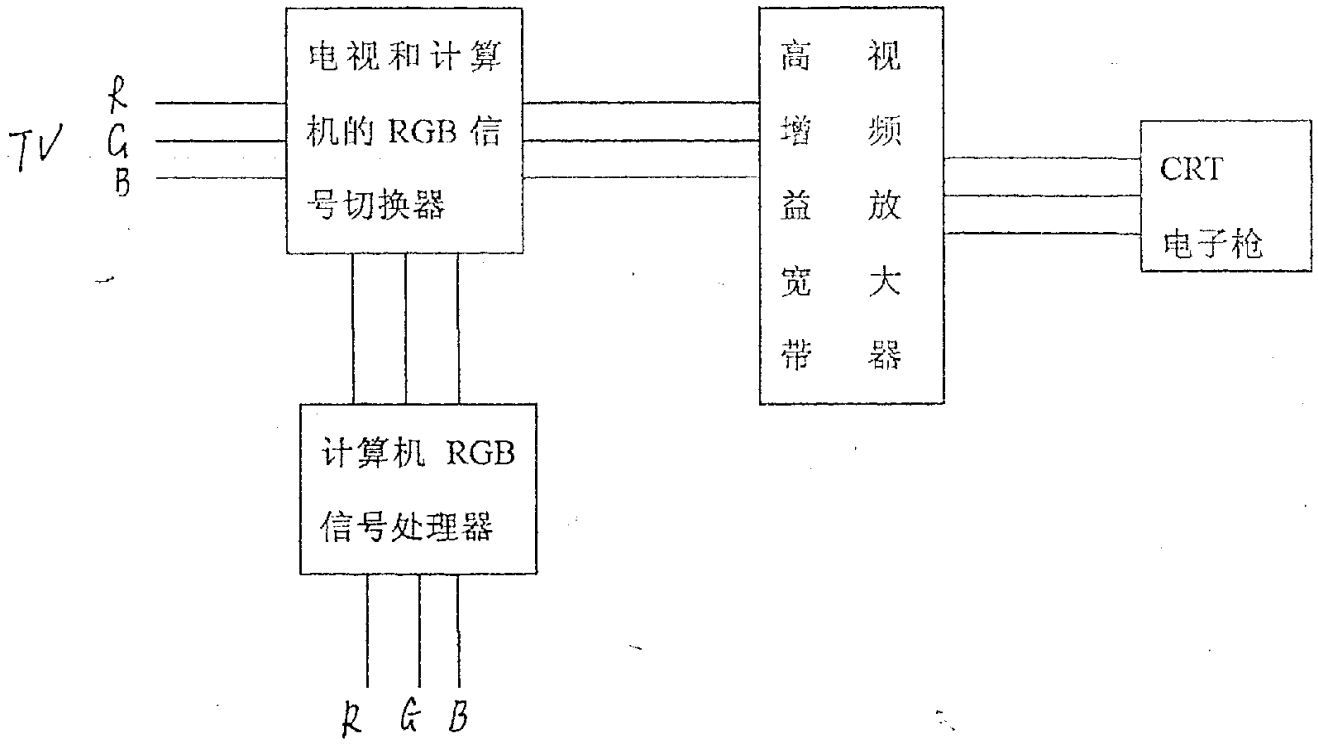 电视和计算
机的 RGB 信
号切换器
TV
R
G
B
高 视
增 频
益 放
宽 大
带 器
CRT
电子枪
计算机 RGB
信号处理器
R G B